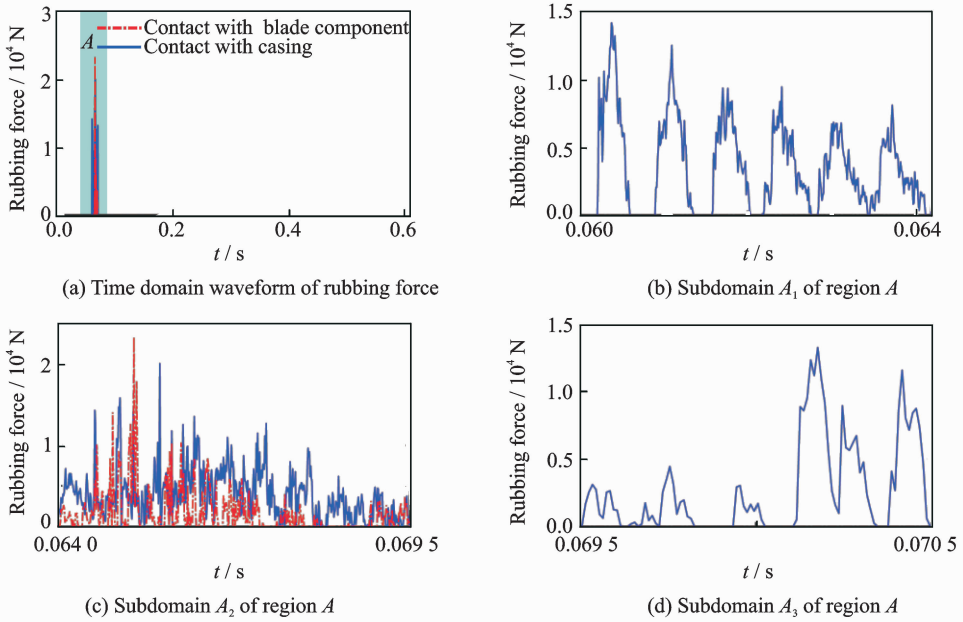 Rubbing force / 10⁴ N
3
2
1
0
A
Contact with blade component
Contact with casing
0.0
0.2
0.4
0.6
t / s
(a) Time domain waveform of rubbing force
Rubbing force / 10⁴ N
1.5
1.0
0.5
0.0
0.060
0.064
t / s
(b) Subdomain A₁ of region A
Rubbing force / 10⁴ N
2
1
0
0.064 0
0.069 5
t / s
(c) Subdomain A₂ of region A
Rubbing force / 10⁴ N
1.5
1.0
0.5
0.0
0.069 5
0.070 5
t / s
(d) Subdomain A₃ of region A